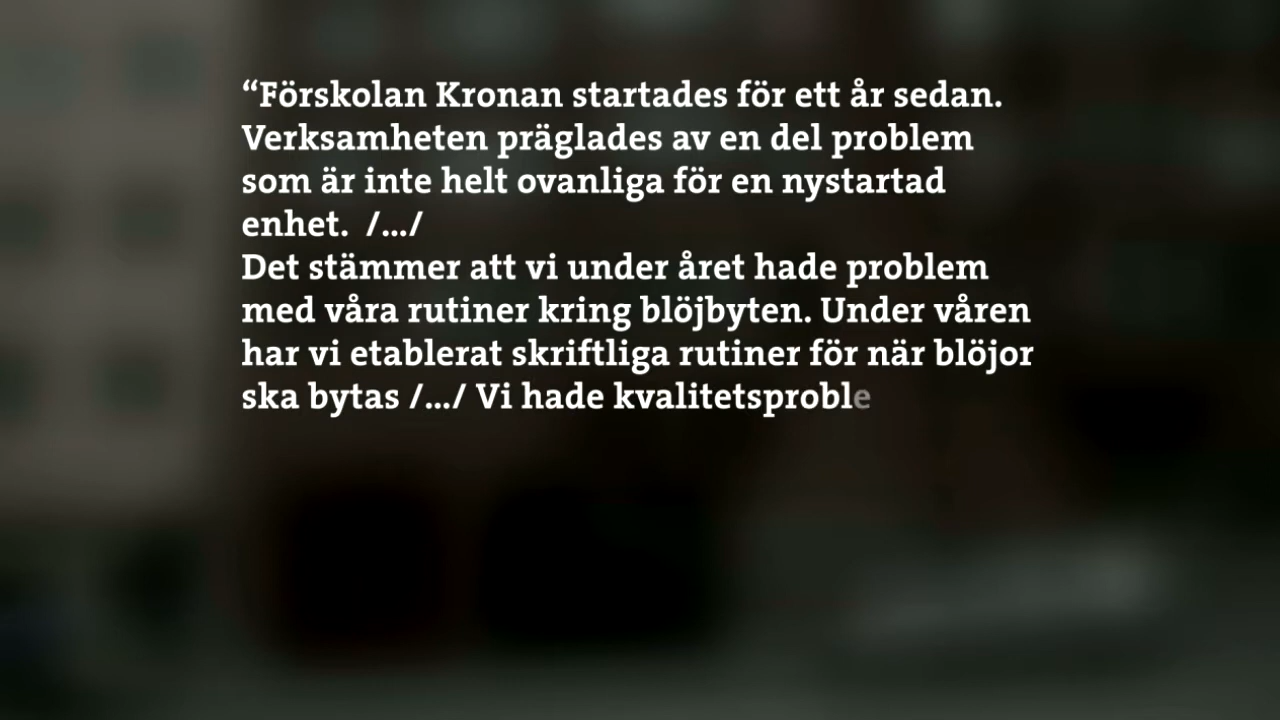 “Förskolan Kronan startades för ett år sedan.
Verksamheten präglades av en del problem
som är inte helt ovanliga för en nystartad
enhet. /.../
Det stämmer att vi under året hade problem
med våra rutiner kring blöjbyten. Under våren
har vi etablerat skriftliga rutiner för när blöjor
ska bytas /.../ Vi hade kvalitetsproble